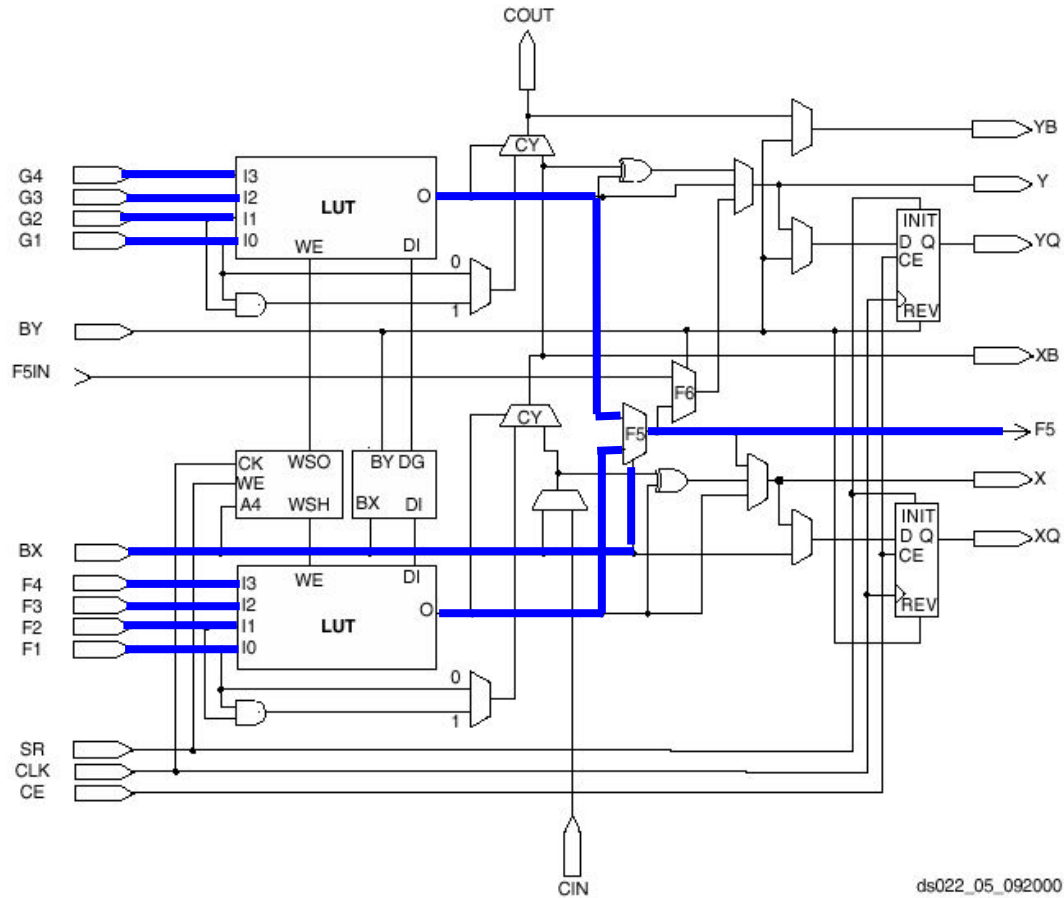 COUT
YB
CY
G4 I3 Y
G3 I2 LUT O
G2 I1 INIT
G1 I0 D Q YQ
WE DI CE
0
1 REV
BY
XB
F5IN F6
CY F5 F5
CK WSO BY DG
WE X
A4 WSH BX DI INIT
D Q XQ
BX CE
F4 I3 WE DI
F3 I2 O REV
F2 I1 LUT
F1 I0
0
1
SR
CLK
CE
CIN ds022_05_092000